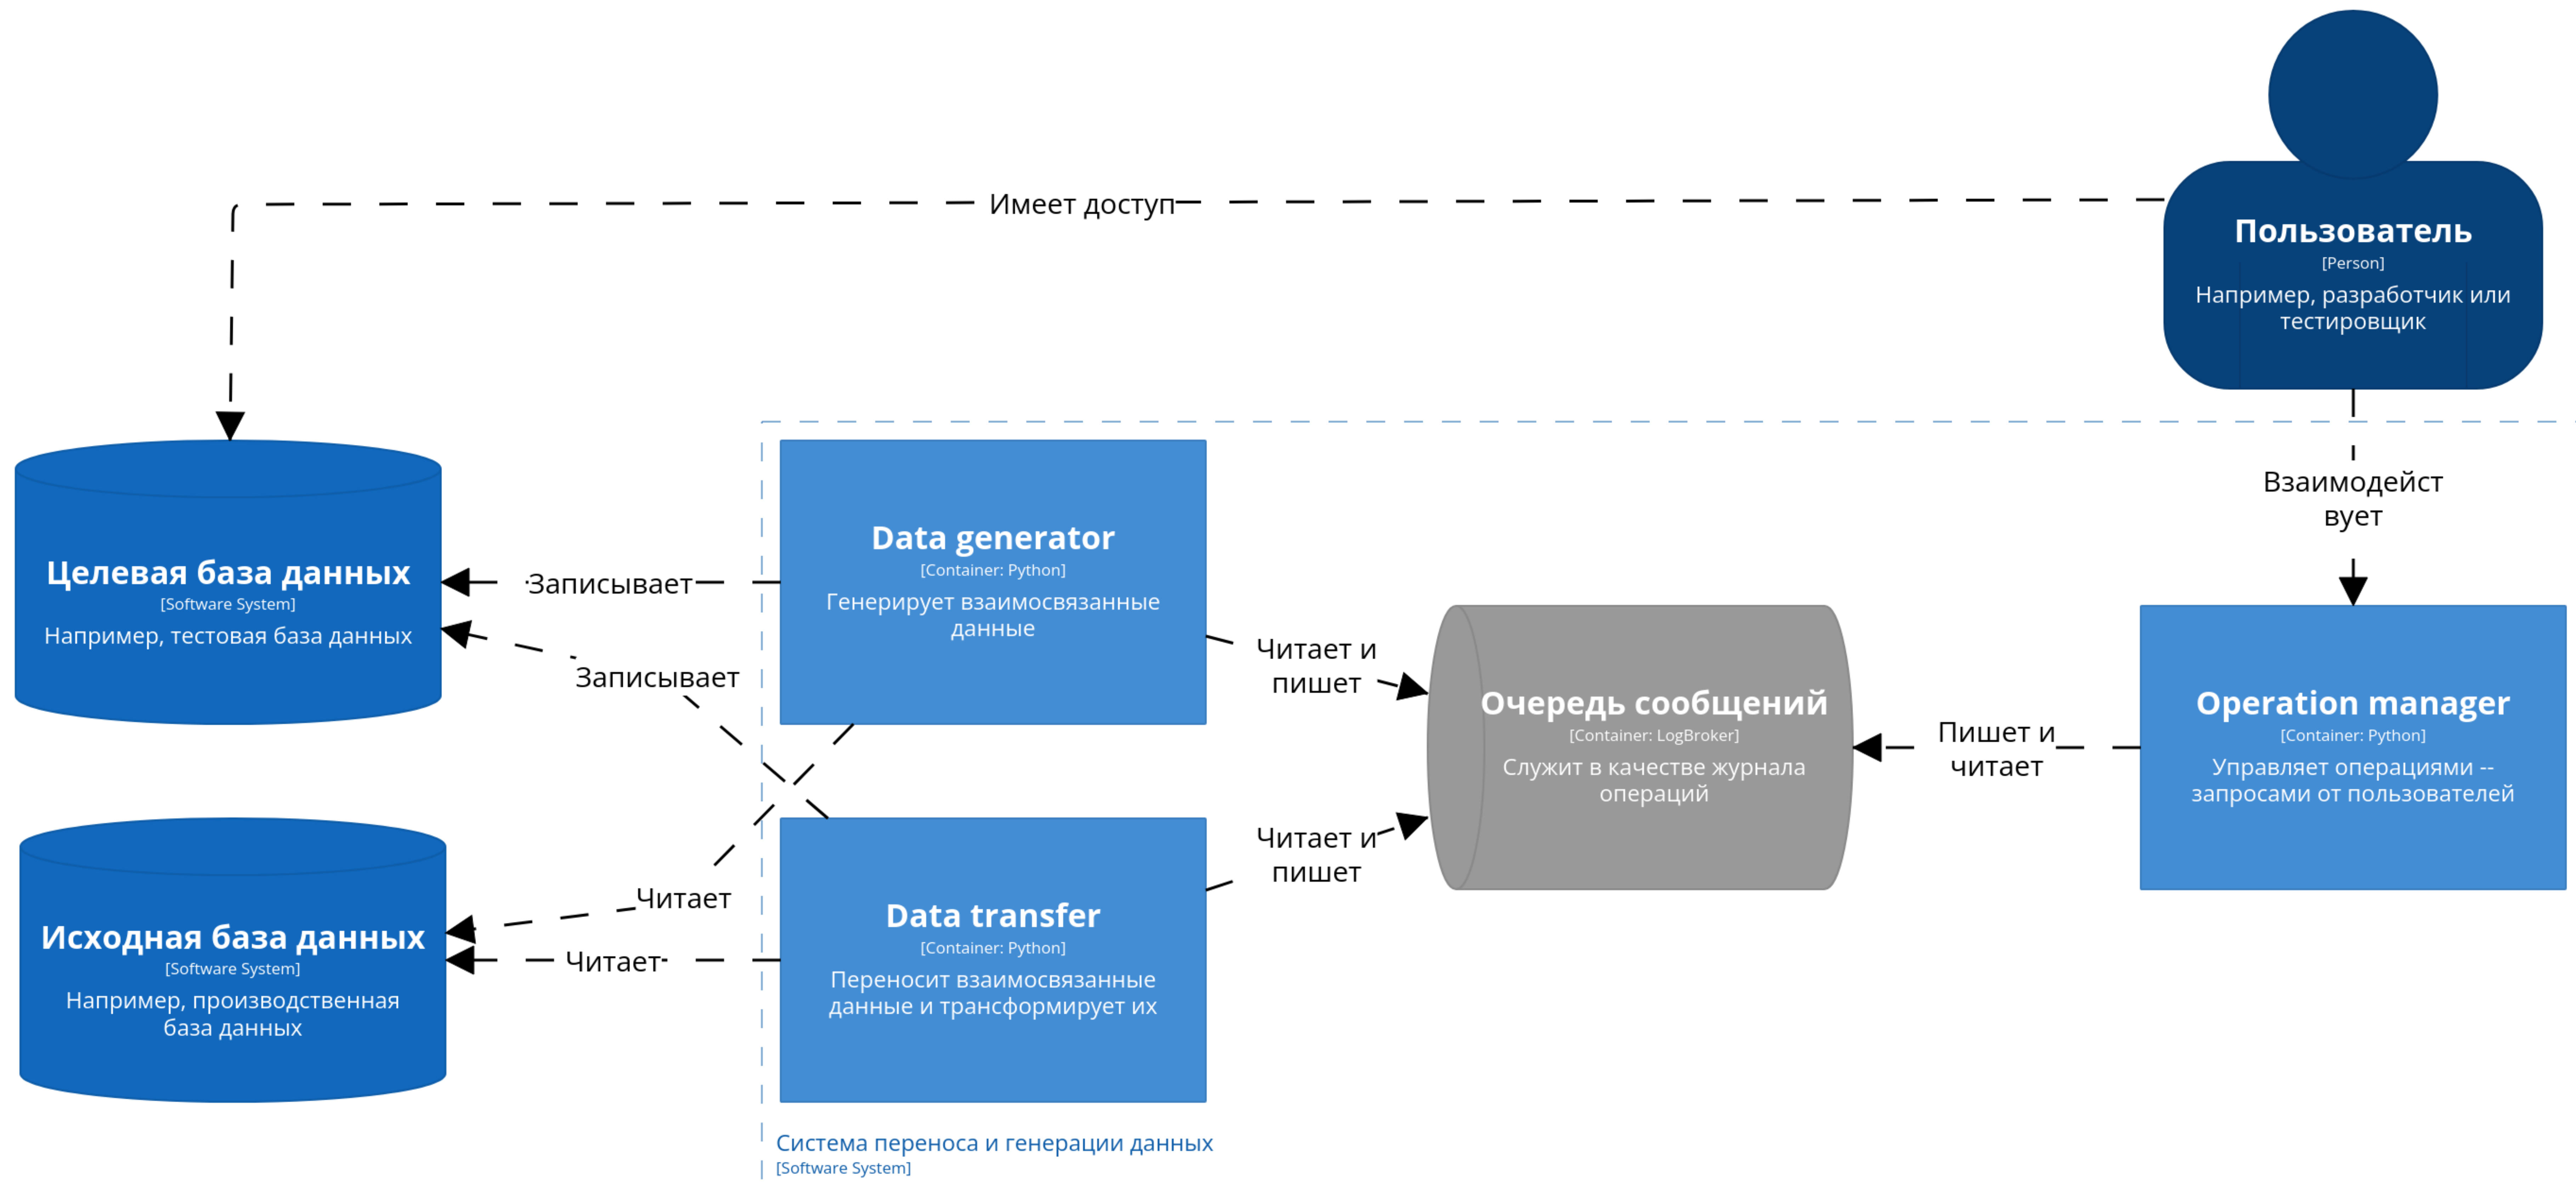 Имеет доступ
Пользователь
[Person]
Например, разработчик или
тестировщик
Взаимодейст
вует
Целевая база данных
[Software System]
Например, тестовая база данных
Записывает
Записывает
Data generator
[Container: Python]
Генерирует взаимосвязанные
данные
Читает и
пишет
Очередь сообщений
[Container: LogBroker]
Служит в качестве журнала
операций
Пишет и
читает
Operation manager
[Container: Python]
Управляет операциями --
запросами от пользователей
Исходная база данных
[Software System]
Например, производственная
база данных
Читает
Читает
Data transfer
[Container: Python]
Переносит взаимосвязанные
данные и трансформирует их
Читает и
пишет
Система переноса и генерации данных
[Software System]